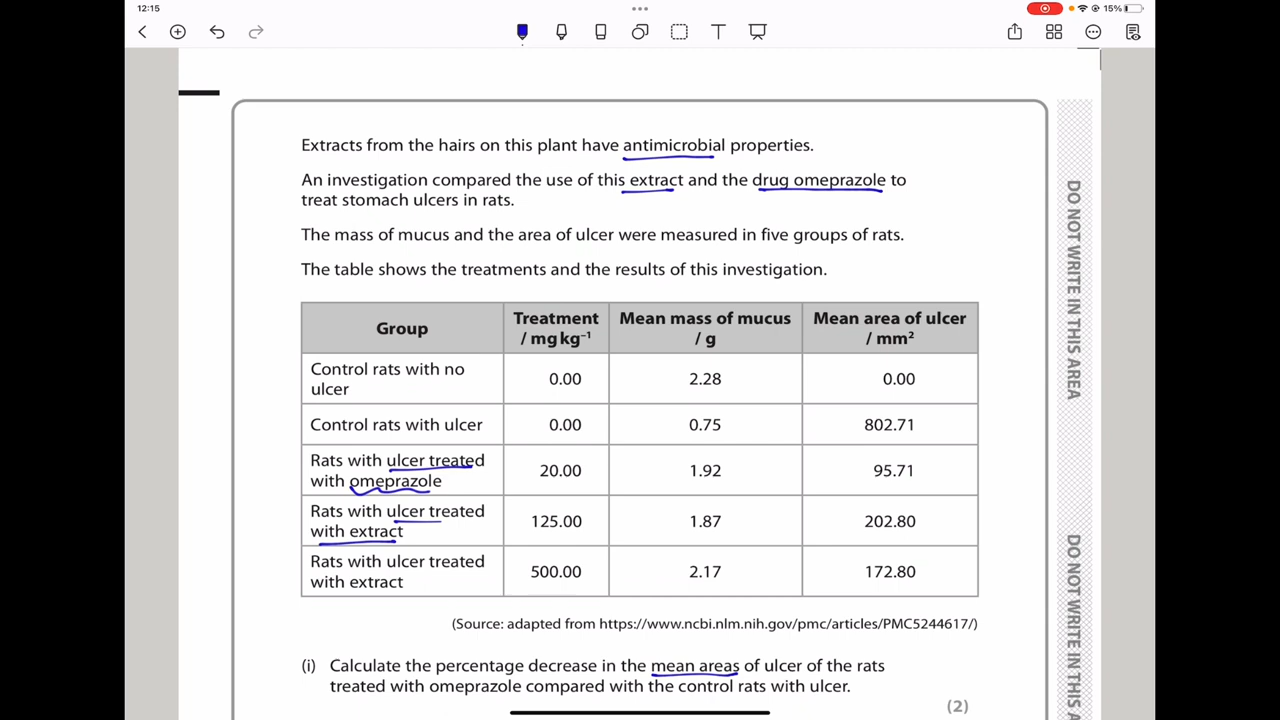 12:15
15%
T
Extracts from the hairs on this plant have antimicrobial properties.
An investigation compared the use of this extract and the drug omeprazole to
treat stomach ulcers in rats.
The mass of mucus and the area of ulcer were measured in five groups of rats.
The table shows the treatments and the results of this investigation.
Group
Treatment
/ mg kg⁻¹
Mean mass of mucus
/ g
Mean area of ulcer
/ mm²
Control rats with no
ulcer
0.00
2.28
0.00
Control rats with ulcer
0.00
0.75
802.71
Rats with ulcer treated
with omeprazole
20.00
1.92
95.71
Rats with ulcer treated
with extract
125.00
1.87
202.80
Rats with ulcer treated
with extract
500.00
2.17
172.80
(Source: adapted from https://www.ncbi.nlm.nih.gov/pmc/articles/PMC5244617/)
(i) Calculate the percentage decrease in the mean areas of ulcer of the rats
treated with omeprazole compared with the control rats with ulcer.
(2)
DO NOT WRITE IN THIS AREA
DO NOT WRITE IN THIS A